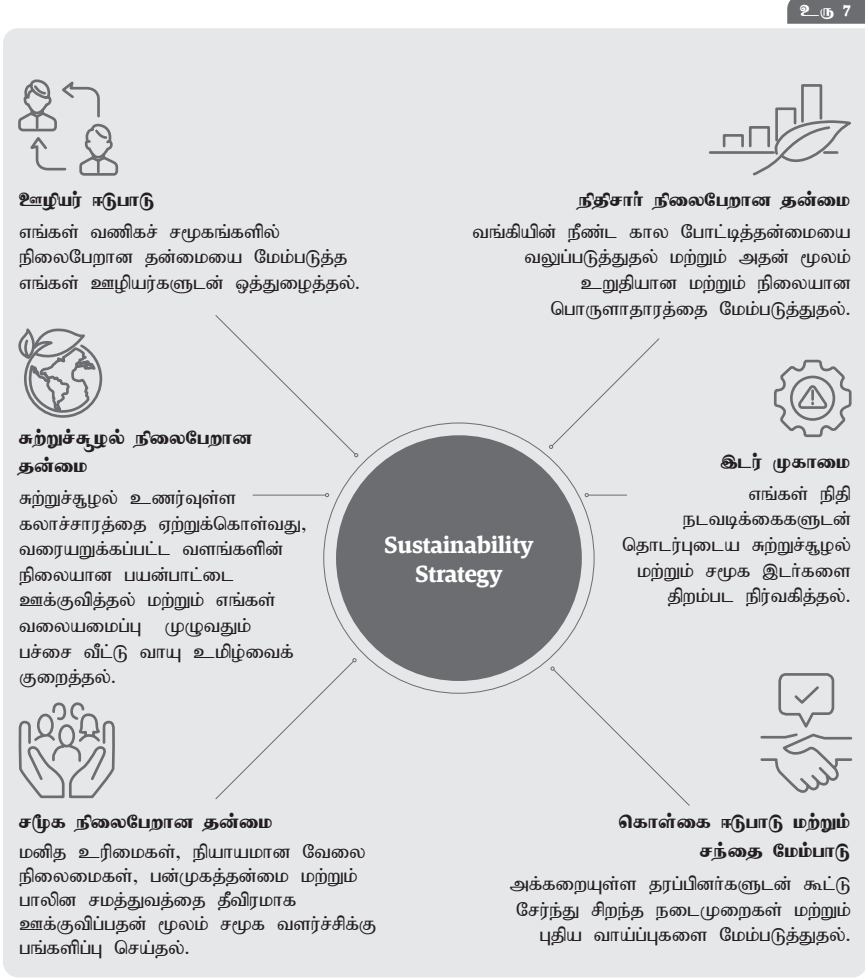 உரு 7
ஊழியர் ஈடுபாடு
எங்கள் வணிகச் சமூகங்களில்
நிலைபேறான தன்மையை மேம்படுத்த
எங்கள் ஊழியர்களுடன் ஒத்துழைத்தல்.
நிதிசார் நிலைபேறான தன்மை
வங்கியின் நீண்ட கால போட்டித்தன்மையை
வலுப்படுத்துதல் மற்றும் அதன் மூலம்
உறுதியான மற்றும் நிலையான
பொருளாதாரத்தை மேம்படுத்துதல்.
சுற்றுச்சூழல் நிலைபேறான
தன்மை
சுற்றுச்சூழல் உணர்வுள்ள
கலாச்சாரத்தை ஏற்றுக்கொள்வது,
வரையறுக்கப்பட்ட வளங்களின்
நிலையான பயன்பாட்டை
ஊக்குவித்தல் மற்றும் எங்கள்
வலையமைப்பு முழுவதும்
பச்சை வீட்டு வாயு உமிழ்வைக்
குறைத்தல்.
இடர் முகாமை
எங்கள் நிதி
நடவடிக்கைகளுடன்
தொடர்புடைய சுற்றுச்சூழல்
மற்றும் சமூக இடர்களை
திறம்பட நிர்வகித்தல்.
Sustainability
Strategy
சமூக நிலைபேறான தன்மை
மனித உரிமைகள், நியாயமான வேலை
நிலைமைகள், பன்முகத்தன்மை மற்றும்
பாலின சமத்துவத்தை தீவிரமாக
ஊக்குவிப்பதன் மூலம் சமூக வளர்ச்சிக்கு
பங்களிப்பு செய்தல்.
கொள்கை ஈடுபாடு மற்றும்
சந்தை மேம்பாடு
அக்கறையுள்ள தரப்பினர்களுடன் கூட்டு
சேர்ந்து சிறந்த நடைமுறைகள் மற்றும்
புதிய வாய்ப்புகளை மேம்படுத்துதல்.